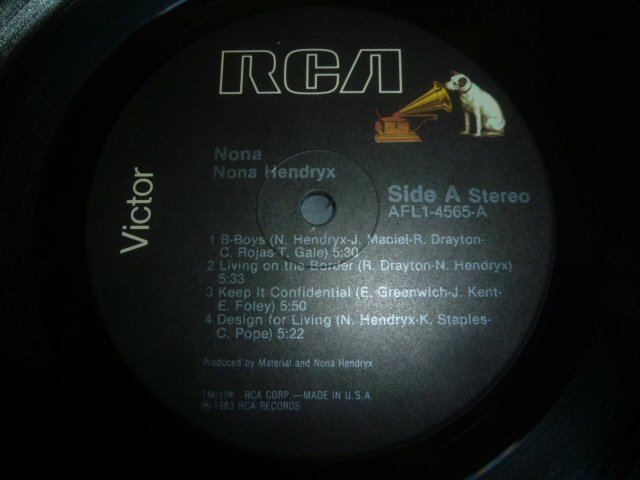 RCA
Victor
Nona
Nona Hendryx
Side A Stereo
AFL1-4565-A
1 B-Boys (N. Hendryx-J. Maciel-R. Drayton-
C. Rojas-T. Gale) 5:30
2 Living on the Border (R. Drayton-N. Hendryx)
5:33
3 Keep It Confidential (E. Greenwich-J. Kent-
E. Foley) 5:50
4 Design for Living (N. Hendryx-K. Staples-
C. Pope) 5:22
Produced by Material and Nona Hendryx
TM(s)® RCA CORP.—MADE IN U.S.A.
℗ 1983 RCA RECORDS